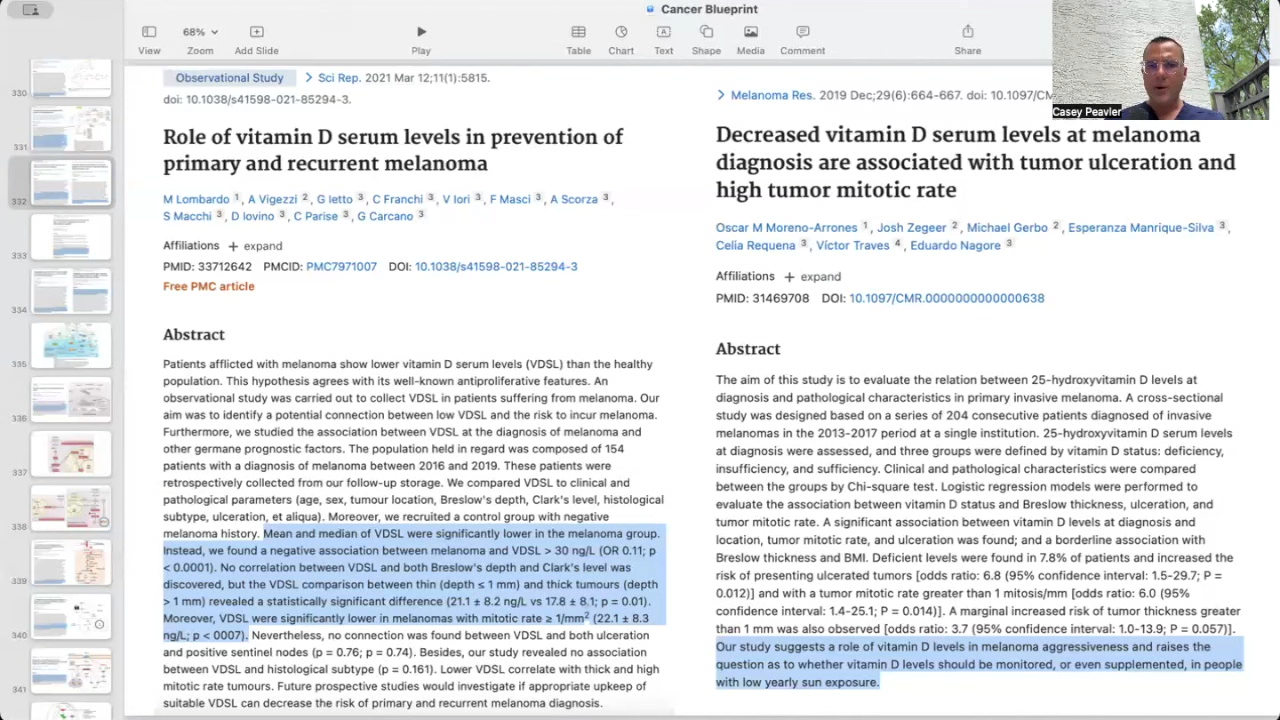 Cancer Blueprint
68%
View
Zoom
Add Slide
Play
Table
Chart
Text
Shape
Media
Comment
Share
Casey Peavler
330
331
332
333
334
335
336
337
338
339
340
341
Observational Study
Sci Rep. 2021 Mar 12;11(1):5815.
doi: 10.1038/s41598-021-85294-3.
Role of vitamin D serum levels in prevention of
primary and recurrent melanoma
M Lombardo 1, A Vigezzi 2, G Ietto 3, C Franchi 3, V Iori 3, F Masci 3, A Scorza 3,
S Macchi 3, D Iovino 3, C Parise 3, G Carcano 3
Affiliations + expand
PMID: 33712642 PMCID: PMC7971007 DOI: 10.1038/s41598-021-85294-3
Free PMC article
Abstract
Patients afflicted with melanoma show lower vitamin D serum levels (VDSL) than the healthy
population. This hypothesis agrees with its well-known antiproliferative features. An
observational study was carried out to collect VDSL in patients suffering from melanoma. Our
aim was to identify a potential connection between low VDSL and the risk to incur melanoma.
Furthermore, we studied the association between VDSL at the diagnosis of melanoma and
other germane prognostic factors. The population held in regard was composed of 154
patients with a diagnosis of melanoma between 2016 and 2019. These patients were
retrospectively collected from our follow-up storage. We compared VDSL to clinical and
pathological parameters (age, sex, tumour location, Breslow's depth, Clark's level, histological
subtype, ulceration, et aliqua). Moreover, we recruited a control group with negative
melanoma history. Mean and median of VDSL were significantly lower in the melanoma group.
Instead, we found a negative association between melanoma and VDSL > 30 ng/L (OR 0.11; p
< 0.0001). No correlation between VDSL and both Breslow's depth and Clark's level was
discovered, but the VDSL comparison between thin (depth ≤ 1 mm) and thick tumours (depth
> 1 mm) revealed a statistically significant difference (21.9 ± 8.2 ng/L vs 17.8 ± 8.1; p = 0.01).
Moreover, VDSL were significantly lower in melanomas with mitotic rate ≥ 1/mm² (22.1 ± 8.3
ng/L; p < 0007). Nevertheless, no connection was found between VDSL and both ulceration
and positive sentinel nodes (p = 0.76; p = 0.74). Besides, our study revealed no association
between VDSL and histological subtype (p = 0.161). Low VDSL correlate with thick and high
mitotic rate tumours. Future prospective studies would investigate if appropriate upkeep of
suitable VDSL can decrease the risk of primary and recurrent melanoma diagnosis.
Melanoma Res. 2019 Dec;29(6):664-667. doi: 10.1097/CM
Decreased vitamin D serum levels at melanoma
diagnosis are associated with tumor ulceration and
high tumor mitotic rate
Oscar M Moreno-Arrones 1, Josh Zegeer 2, Michael Gerbo 2, Esperanza Manrique-Silva 3,
Celia Requena 3, Víctor Traves 4, Eduardo Nagore 3
Affiliations + expand
PMID: 31469708 DOI: 10.1097/CMR.0000000000000638
Abstract
The aim of this study is to evaluate the relation between 25-hydroxyvitamin D levels at
diagnosis and pathological characteristics in primary invasive melanoma. A cross-sectional
study was designed based on a series of 204 consecutive patients diagnosed of invasive
melanomas in the 2013-2017 period at a single institution. 25-hydroxyvitamin D serum levels
at diagnosis were assessed, and three groups were defined by vitamin D status: deficiency,
insufficiency, and sufficiency. Clinical and pathological characteristics were compared
between the groups by Chi-square test. Logistic regression models were performed to
evaluate the association between vitamin D status and Breslow thickness, ulceration, and
tumor mitotic rate. A significant association between vitamin D levels at diagnosis and
location, tumor mitotic rate, and ulceration was found; and a borderline association with
Breslow thickness and BMI. Deficient levels were found in 7.8% of patients and increased the
risk of presenting ulcerated tumors [odds ratio: 6.8 (95% confidence interval: 1.5-29.7; P =
0.012)] and with a tumor mitotic rate greater than 1 mitosis/mm [odds ratio: 6.0 (95%
confidence interval: 1.4-25.1; P = 0.014)]. A marginal increased risk of tumor thickness greater
than 1 mm was also observed [odds ratio: 3.7 (95% confidence interval: 1.0-13.9; P = 0.057)].
Our study suggests a role of vitamin D levels in melanoma aggressiveness and raises the
question as to whether vitamin D levels should be monitored, or even supplemented, in people
with low yearly sun exposure.